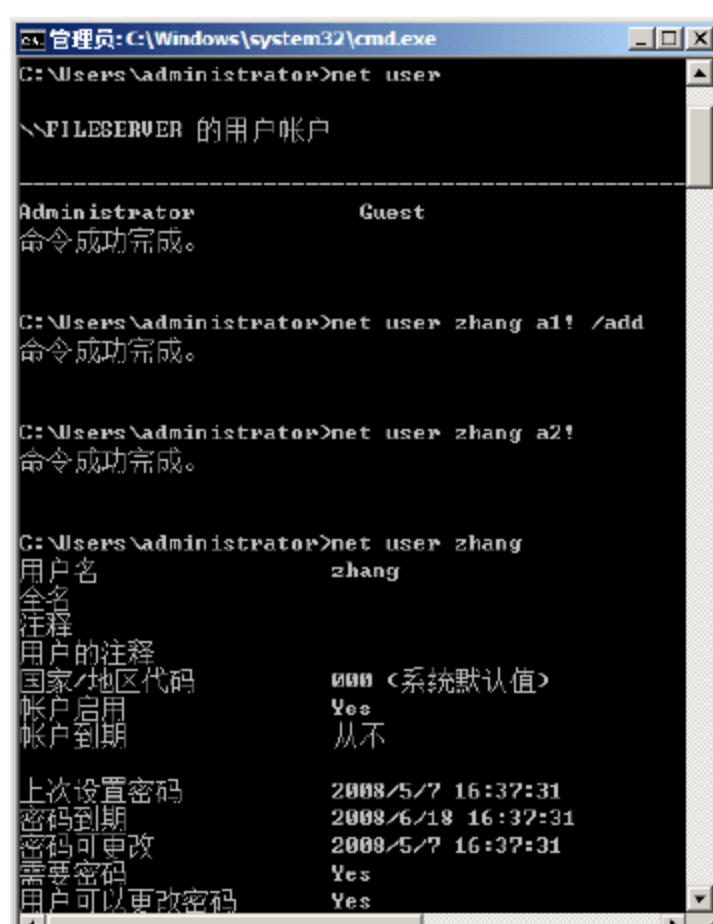 管理员: C:\Windows\system32\cmd.exe
C:\Users\administrator>net user
\\FILESERVER 的用户帐户
-------------------------------------------------------------------------------
Administrator Guest
命令成功完成。
C:\Users\administrator>net user zhang a1! /add
命令成功完成。
C:\Users\administrator>net user zhang a2!
命令成功完成。
C:\Users\administrator>net user zhang
用户名 zhang
全名
注释
用户的注释
国家/地区代码 000 (系统默认值)
帐户启用 Yes
帐户到期 从不
上次设置密码 2008/5/7 16:37:31
密码到期 2008/6/18 16:37:31
密码可更改 2008/5/7 16:37:31
需要密码 Yes
用户可以更改密码 Yes